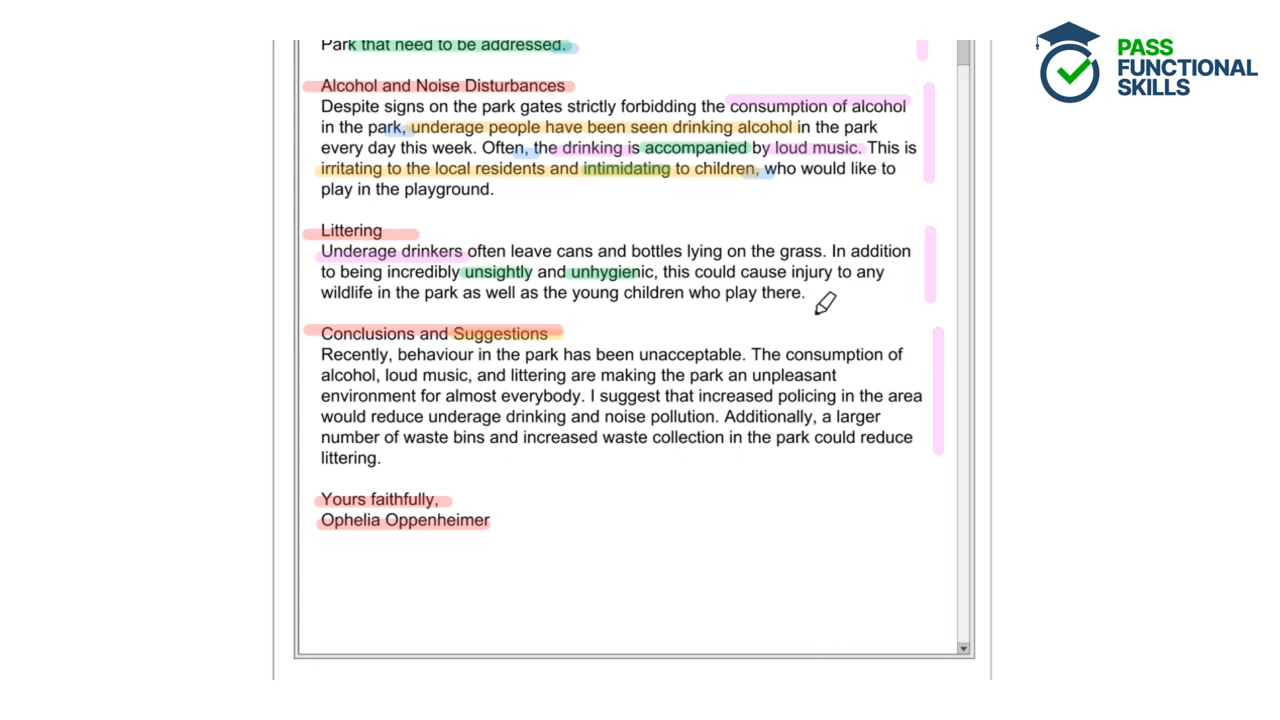 PASS
FUNCTIONAL
SKILLS
Park that need to be addressed.
Alcohol and Noise Disturbances
Despite signs on the park gates strictly forbidding the consumption of alcohol
in the park, underage people have been seen drinking alcohol in the park
every day this week. Often, the drinking is accompanied by loud music. This is
irritating to the local residents and intimidating to children, who would like to
play in the playground.
Littering
Underage drinkers often leave cans and bottles lying on the grass. In addition
to being incredibly unsightly and unhygienic, this could cause injury to any
wildlife in the park as well as the young children who play there.
Conclusions and Suggestions
Recently, behaviour in the park has been unacceptable. The consumption of
alcohol, loud music, and littering are making the park an unpleasant
environment for almost everybody. I suggest that increased policing in the area
would reduce underage drinking and noise pollution. Additionally, a larger
number of waste bins and increased waste collection in the park could reduce
littering.
Yours faithfully,
Ophelia Oppenheimer